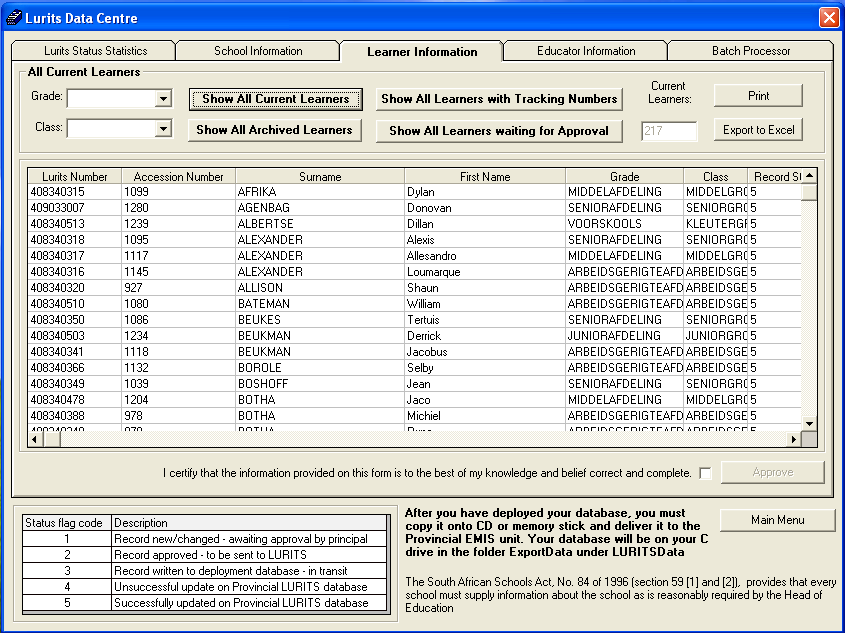 Lurits Data Centre
Lurits Status Statistics School Information Learner Information Educator Information Batch Processor
All Current Learners
Grade: Show All Current Learners Show All Learners with Tracking Numbers Current Learners: Print
Class: Show All Archived Learners Show All Learners waiting for Approval 217 Export to Excel
Lurits Number Accession Number Surname First Name Grade Class Record St
408340315 1099 AFRIKA Dylan MIDDELAFDELING MIDDELGRO 5
409033007 1280 AGENBAG Donovan SENIORAFDELING SENIORGRO 5
408340513 1239 ALBERTSE Dillan VOORSKOOLS KLEUTERGR 5
408340318 1095 ALEXANDER Alexis SENIORAFDELING SENIORGRO 5
408340317 1117 ALEXANDER Allesandro MIDDELAFDELING MIDDELGRO 5
408340316 1145 ALEXANDER Loumarque ARBEIDSGERIGTEAFD ARBEIDSGE 5
408340320 927 ALLISON Shaun ARBEIDSGERIGTEAFD ARBEIDSGE 5
408340510 1080 BATEMAN William ARBEIDSGERIGTEAFD ARBEIDSGE 5
408340350 1086 BEUKES Tertuis SENIORAFDELING SENIORGRO 5
408340503 1234 BEUKMAN Derrick JUNIORAFDELING JUNIORGRO 5
408340341 1118 BEUKMAN Jacobus ARBEIDSGERIGTEAFD ARBEIDSGE 5
408340366 1132 BOROLE Selby ARBEIDSGERIGTEAFD ARBEIDSGE 5
408340349 1039 BOSHOFF Jean SENIORAFDELING SENIORGRO 5
408340478 1204 BOTHA Jaco MIDDELAFDELING MIDDELGRO 5
408340388 978 BOTHA Michiel ARBEIDSGERIGTEAFD ARBEIDSGE 5
BOTHA ARBEIDSGERIGTEAFD ARBEIDSGE 5
I certify that the information provided on this form is to the best of my knowledge and belief correct and complete. Approve
Status flag code Description
1 Record new/changed - awaiting approval by principal
2 Record approved - to be sent to LURITS
3 Record written to deployment database - in transit
4 Unsuccessful update on Provincial LURITS database
5 Successfully updated on Provincial LURITS database
After you have deployed your database, you must
copy it onto CD or memory stick and deliver it to the
Provincial EMIS unit. Your database will be on your C
drive in the folder ExportData under LURITSData
Main Menu
The South African Schools Act, No. 84 of 1996 (section 59 [1] and [2]), provides that every
school must supply information about the school as is reasonably required by the Head of
Education